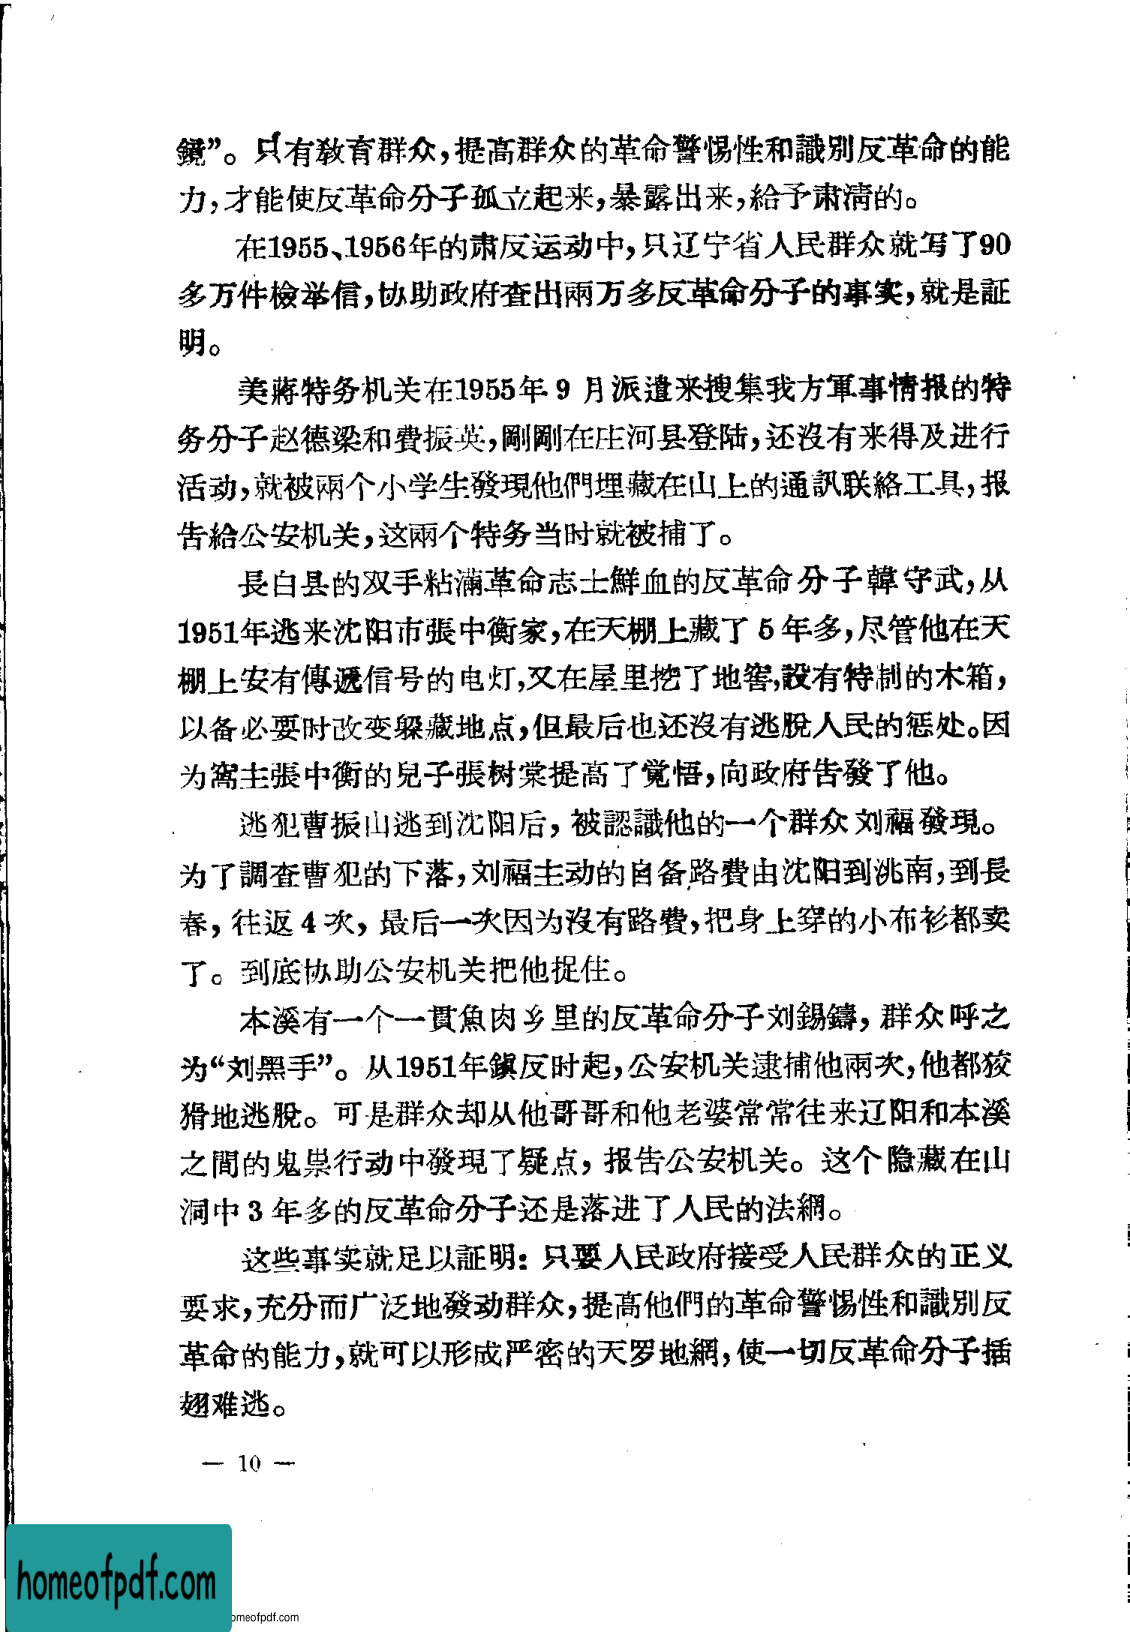 鏡”。只有敎育群众,提高群众的革命警惕性和識別反革命的能
力,才能使反革命分子孤立起来,暴露出来,給予肃清的。
在1955、1956年的肃反运动中,只辽宁省人民群众就写了90
多万件檢举信,协助政府查出兩万多反革命分子的事实,就是証
明。
美蔣特务机关在1955年9月派遣来搜集我方軍事情报的特
务分子赵德梁和費振英,剛剛在庄河县登陆,还沒有来得及进行
活动,就被兩个小学生發現他們埋藏在山上的通訊联絡工具,报
告給公安机关,这兩个特务当时就被捕了。
長白县的双手粘滿革命志士鮮血的反革命分子韓守武,从
1951年逃来沈阳市張中衡家,在天棚上藏了5年多,尽管他在天
棚上安有傳遞信号的电灯,又在屋里挖了地窖,設有特制的木箱,
以备必要时改变躱藏地点,但最后也还沒有逃脫人民的惩处。因
为窩主張中衡的兒子張树棠提高了覚悟,向政府告發了他。
逃犯曹振山逃到沈阳后,被認識他的一个群众刘福發現。
为了調查曹犯的下落,刘福主动的自备路費由沈阳到洮南,到長
春,往返4次,最后一次因为沒有路費,把身上穿的小布衫都卖
了。到底协助公安机关把他捉住。
本溪有一个一貫魚肉乡里的反革命分子刘錫鑄,群众呼之
为“刘黑手”。从1951年鎭反时起,公安机关逮捕他兩次,他都狡
猾地逃脫。可是群众却从他哥哥和他老婆常常往来辽阳和本溪
之間的鬼祟行动中發現了疑点,报告公安机关。这个隐藏在山
洞中3年多的反革命分子还是落进了人民的法網。
这些事实就足以証明:只要人民政府接受人民群众的正义
要求,充分而广泛地發动群众,提高他們的革命警惕性和識別反
革命的能力,就可以形成严密的天罗地網,使一切反革命分子插
翅难逃。
— 10 —
homeofpdf.com
omeofpdf.com